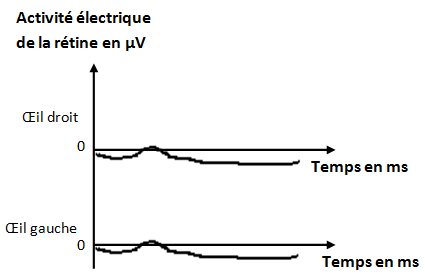 Activité électrique
de la rétine en µV
Œil droit
0
Temps en ms
Œil gauche
0
Temps en ms